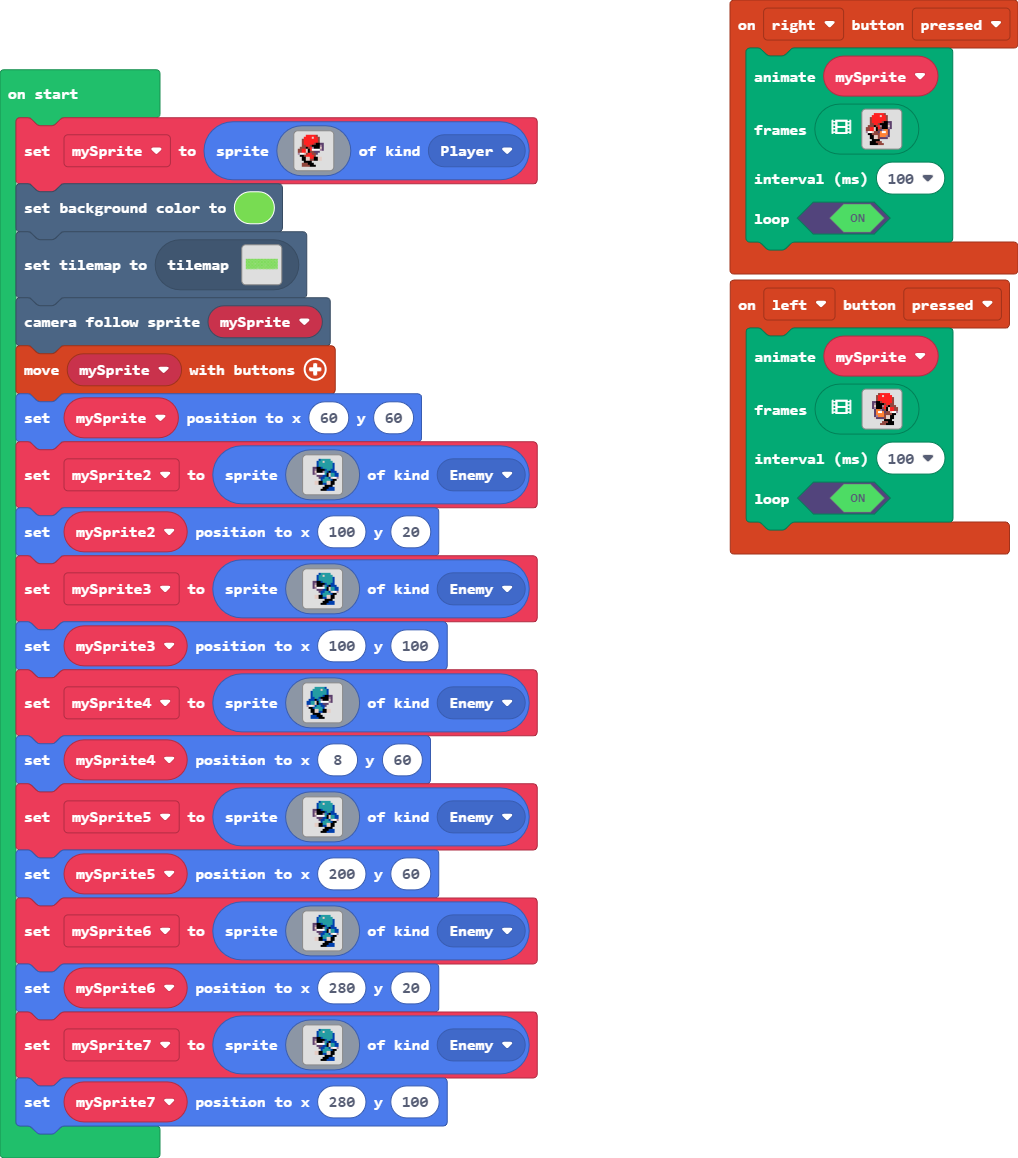 on start
set mySprite to sprite of kind Player
set background color to
set tilemap to tilemap
camera follow sprite mySprite
move mySprite with buttons
set mySprite position to x 60 y 60
set mySprite2 to sprite of kind Enemy
set mySprite2 position to x 100 y 20
set mySprite3 to sprite of kind Enemy
set mySprite3 position to x 100 y 100
set mySprite4 to sprite of kind Enemy
set mySprite4 position to x 8 y 60
set mySprite5 to sprite of kind Enemy
set mySprite5 position to x 200 y 60
set mySprite6 to sprite of kind Enemy
set mySprite6 position to x 280 y 20
set mySprite7 to sprite of kind Enemy
set mySprite7 position to x 280 y 100
on right button pressed
animate mySprite
frames
interval (ms) 100
loop ON
on left button pressed
animate mySprite
frames
interval (ms) 100
loop ON